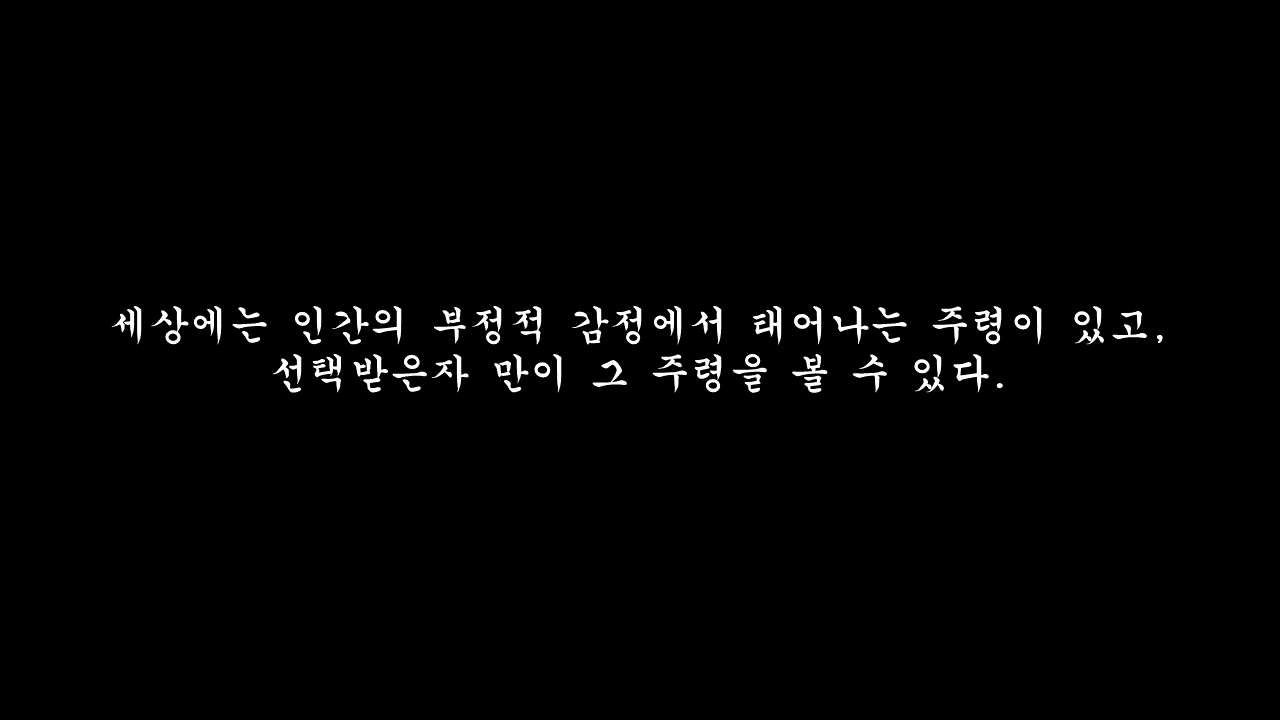 세상에는 인간의 부정적 감정에서 태어나는 주령이 있고,
선택받은자 만이 그 주령을 볼 수 있다.